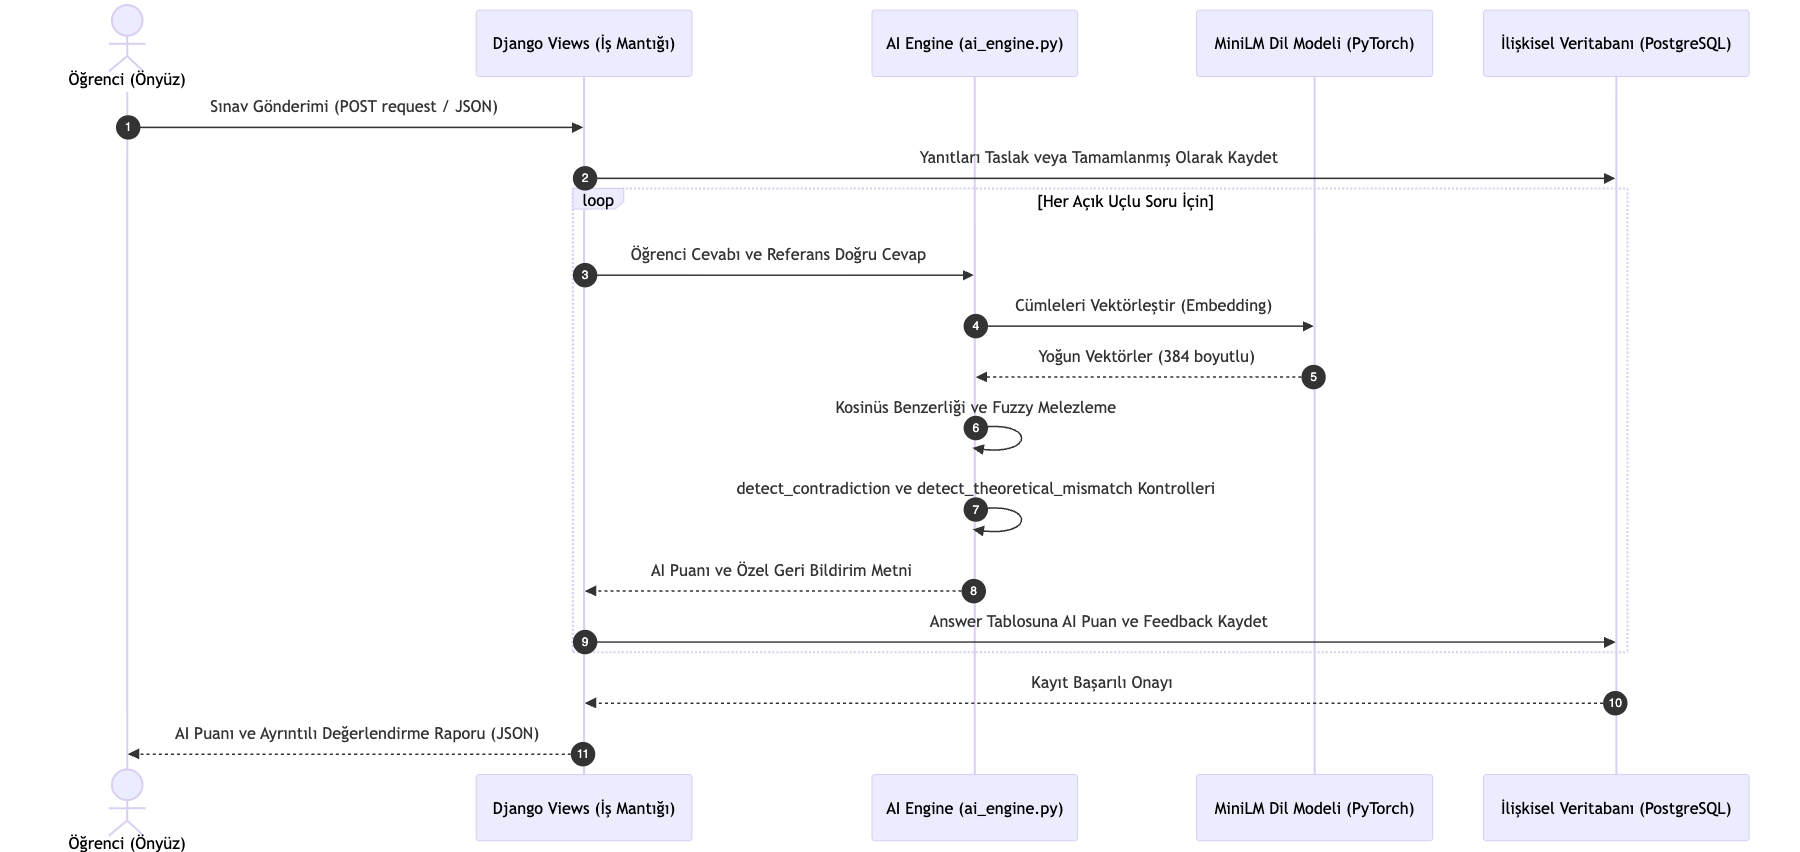 Öğrenci (Önyüz)
Django Views (İş Mantığı)
AI Engine (ai_engine.py)
MiniLM Dil Modeli (PyTorch)
İlişkisel Veritabanı (PostgreSQL)
Sınav Gönderimi (POST request / JSON)
1
Yanıtları Taslak veya Tamamlanmış Olarak Kaydet
2
loop
[Her Açık Uçlu Soru İçin]
Öğrenci Cevabı ve Referans Doğru Cevap
3
Cümleleri Vektörleştir (Embedding)
4
Yoğun Vektörler (384 boyutlu)
5
Kosinüs Benzerliği ve Fuzzy Melezleme
6
detect_contradiction ve detect_theoretical_mismatch Kontrolleri
7
AI Puanı ve Özel Geri Bildirim Metni
8
Answer Tablosuna AI Puan ve Feedback Kaydet
9
Kayıt Başarılı Onayı
10
AI Puanı ve Ayrıntılı Değerlendirme Raporu (JSON)
11
Öğrenci (Önyüz)
Django Views (İş Mantığı)
AI Engine (ai_engine.py)
MiniLM Dil Modeli (PyTorch)
İlişkisel Veritabanı (PostgreSQL)